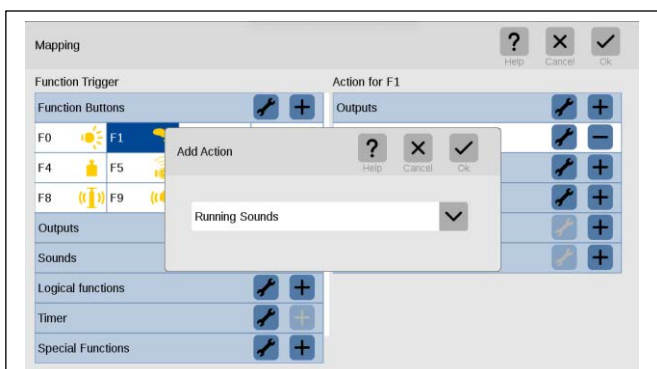 Mapping
Help Cancel Ok
Function Trigger
Action for F1
Function Buttons
Outputs
F0 F1
Add Action
Help Cancel Ok
F4 F5
F8 F9
Running Sounds
Outputs
Sounds
Logical functions
Timer
Special Functions